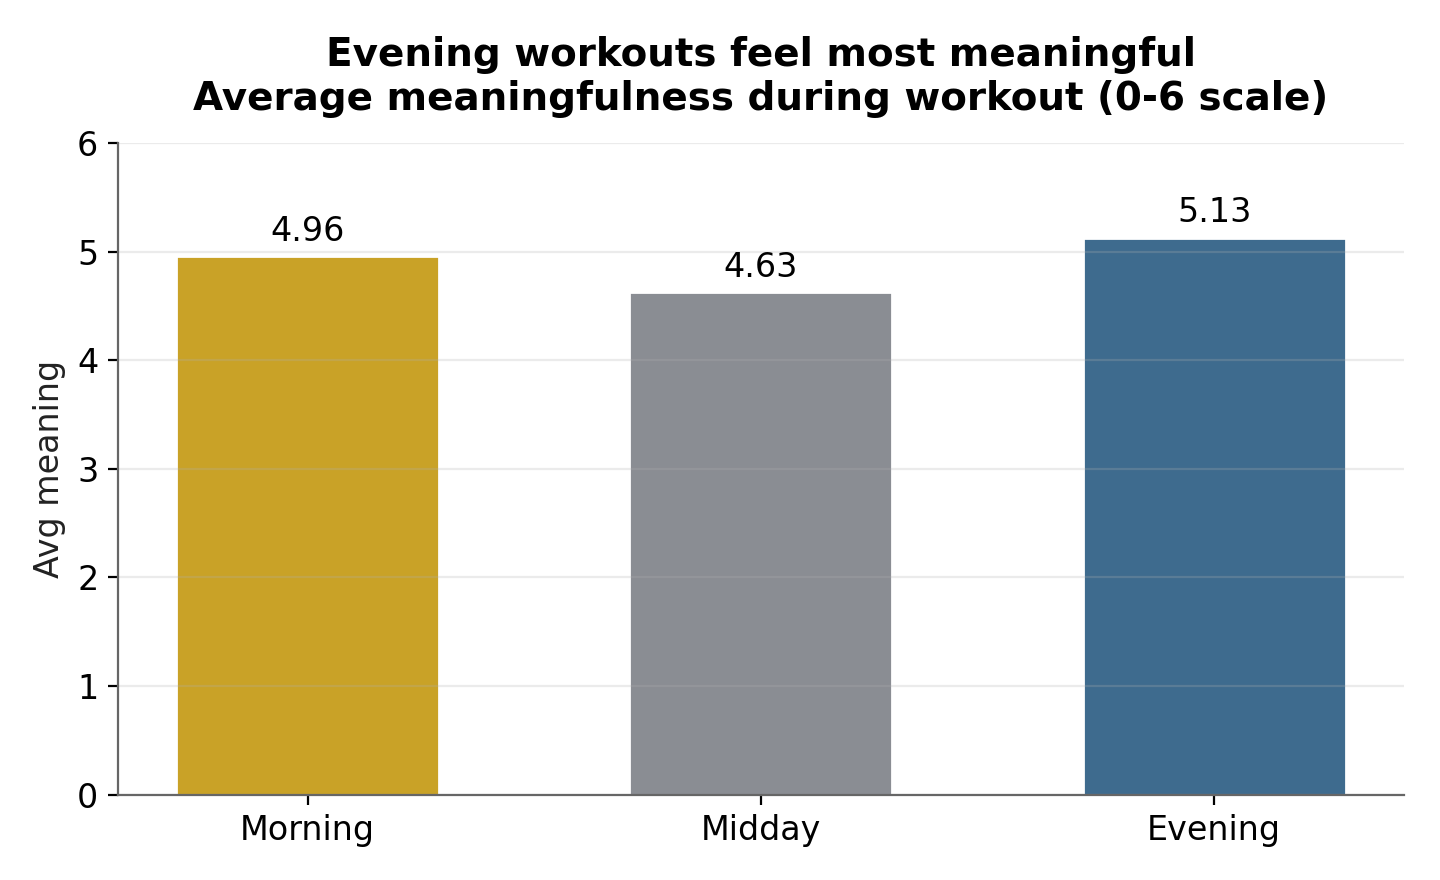 Evening workouts feel most meaningful
Average meaningfulness during workout (0-6 scale)
6
5
4
3
2
1
0
Avg meaning
4.96
4.63
5.13
Morning
Midday
Evening